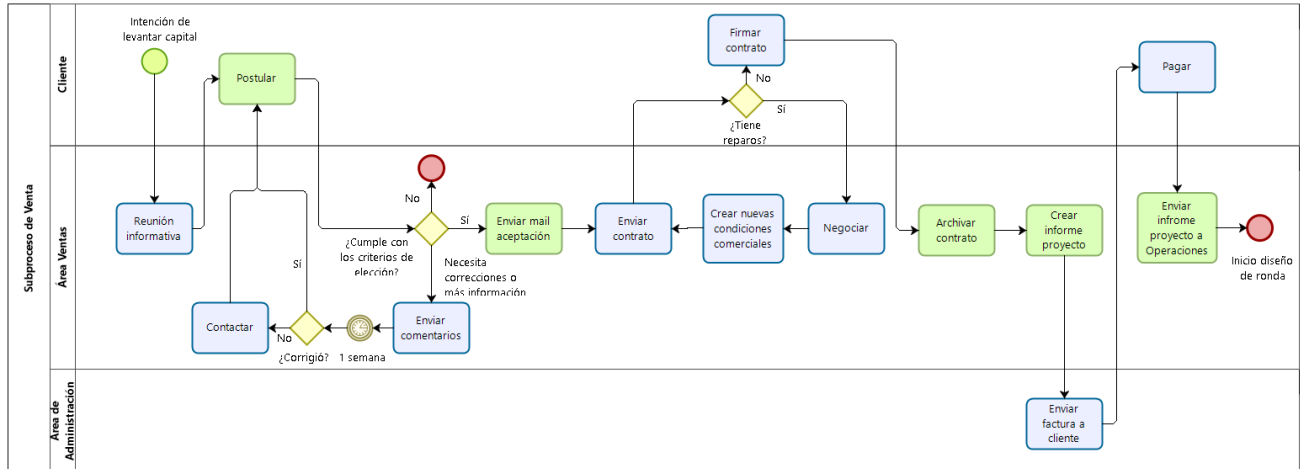 Subproceso de Venta
Cliente
Intención de
levantar capital
Postular
Firmar
contrato
No
Sí
¿Tiene
reparos?
Pagar
Área Ventas
Reunión
informativa
No
Sí
¿Cumple con
los criterios de
elección?
Necesita
correcciones o
más información
Enviar mail
aceptación
Enviar
contrato
Crear nuevas
condiciones
comerciales
Negociar
Archivar
contrato
Crear
informe
proyecto
Enviar
infrome
proyecto a
Operaciones
Inicio diseño
de ronda
Sí
Contactar
No
¿Corrigió?
1 semana
Enviar
comentarios
Area de
Administración
Enviar
factura a
cliente